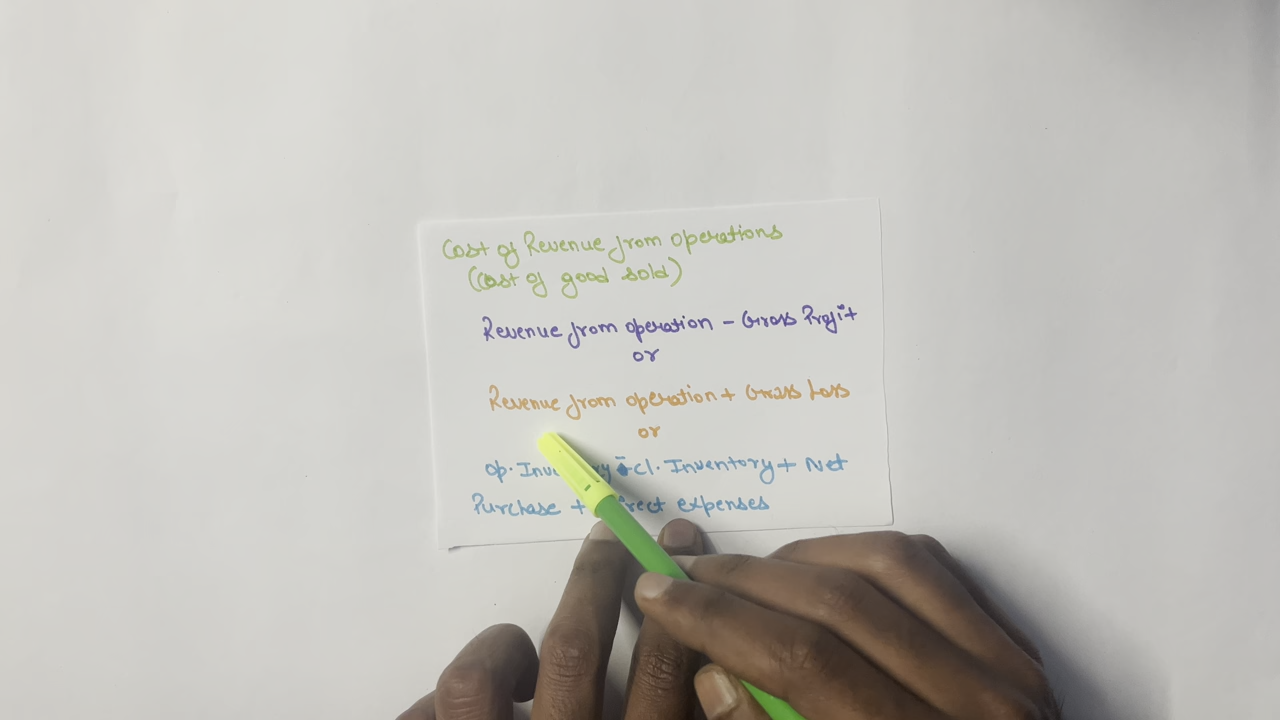 Cost of Revenue from operations
(Cost of good sold)
Revenue from operation - Gross Profit
or
Revenue from operation + Gross Loss
or
op. cl. Inventory + Net
Purchase + expenses